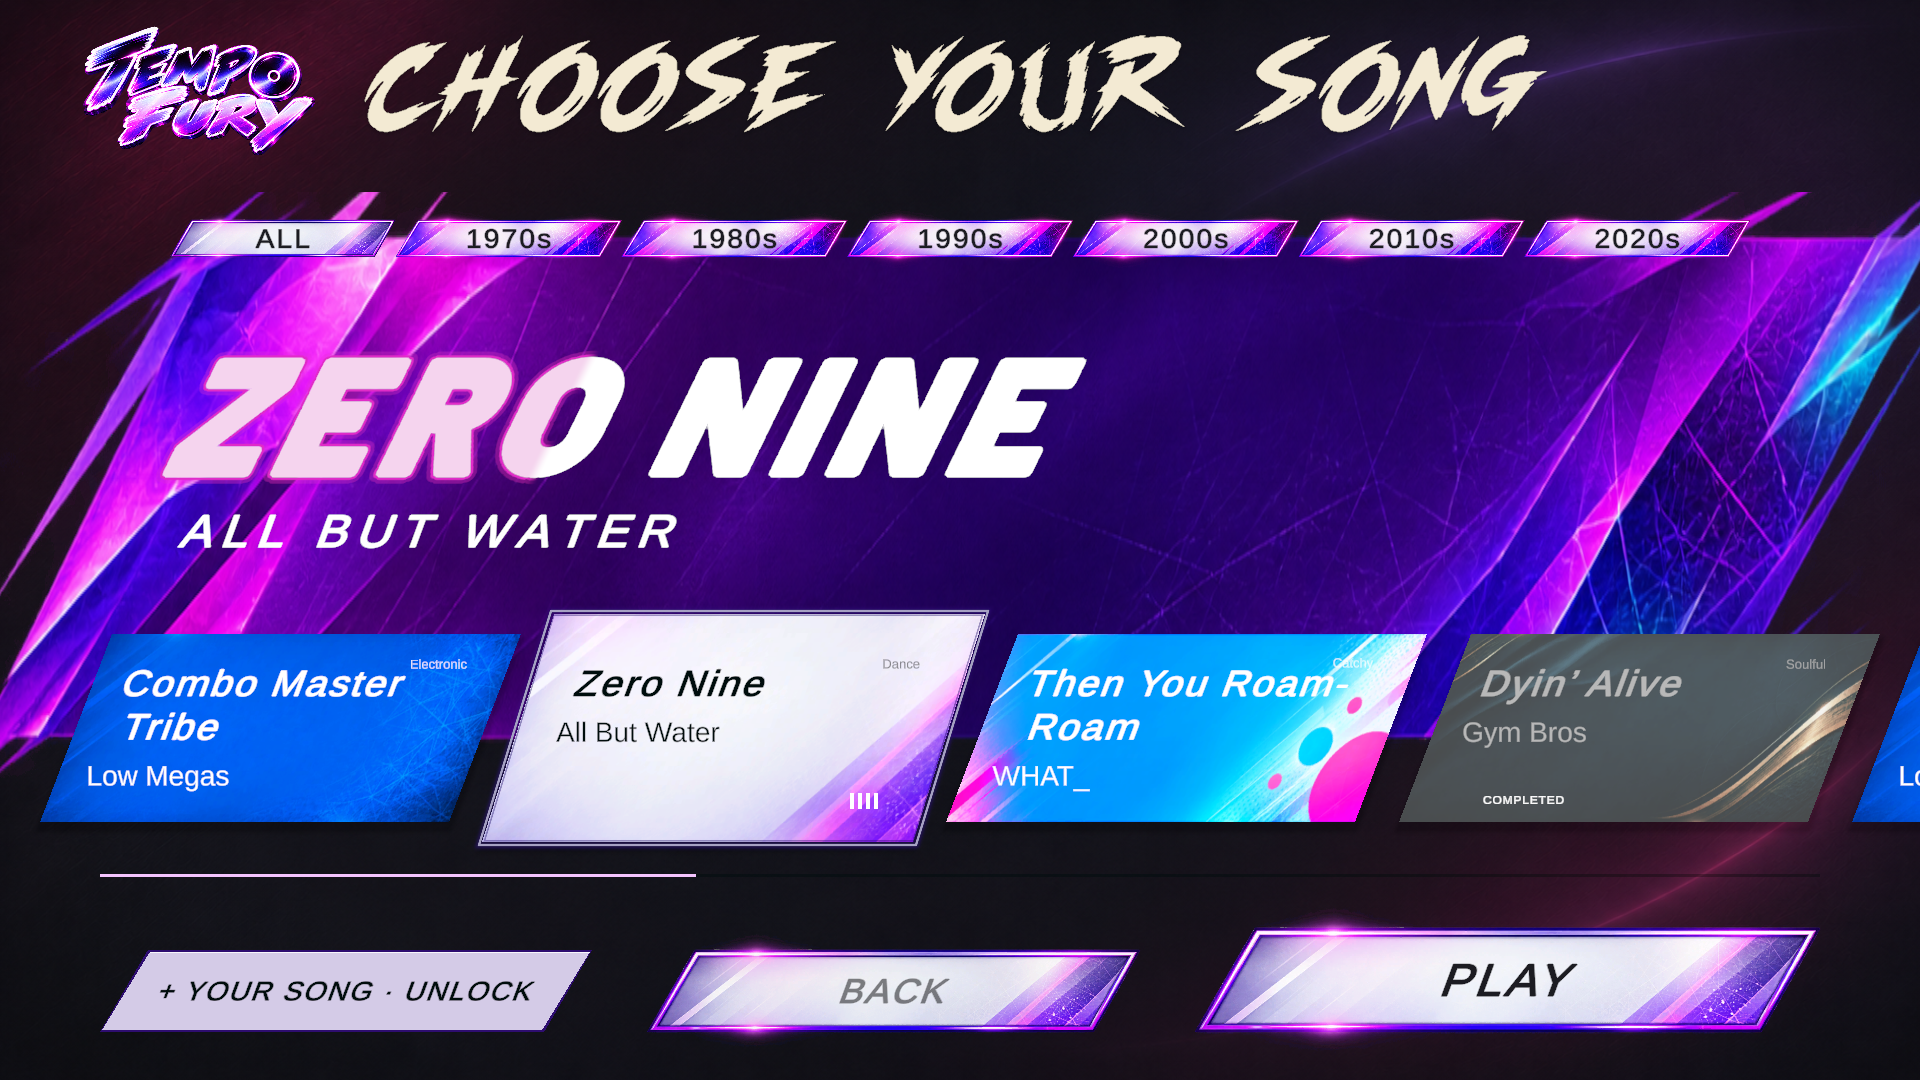 TEMPO
FURY
CHOOSE YOUR SONG
ALL
1970s
1980s
1990s
2000s
2010s
2020s
ZERO NINE
ALL BUT WATER
Electronic
Combo Master
Tribe
Low Megas
Dance
Zero Nine
All But Water
Catchy
Then You Roam-
Roam
WHAT_
Soulful
Dyin' Alive
Gym Bros
COMPLETED
+ YOUR SONG · UNLOCK
BACK
PLAY